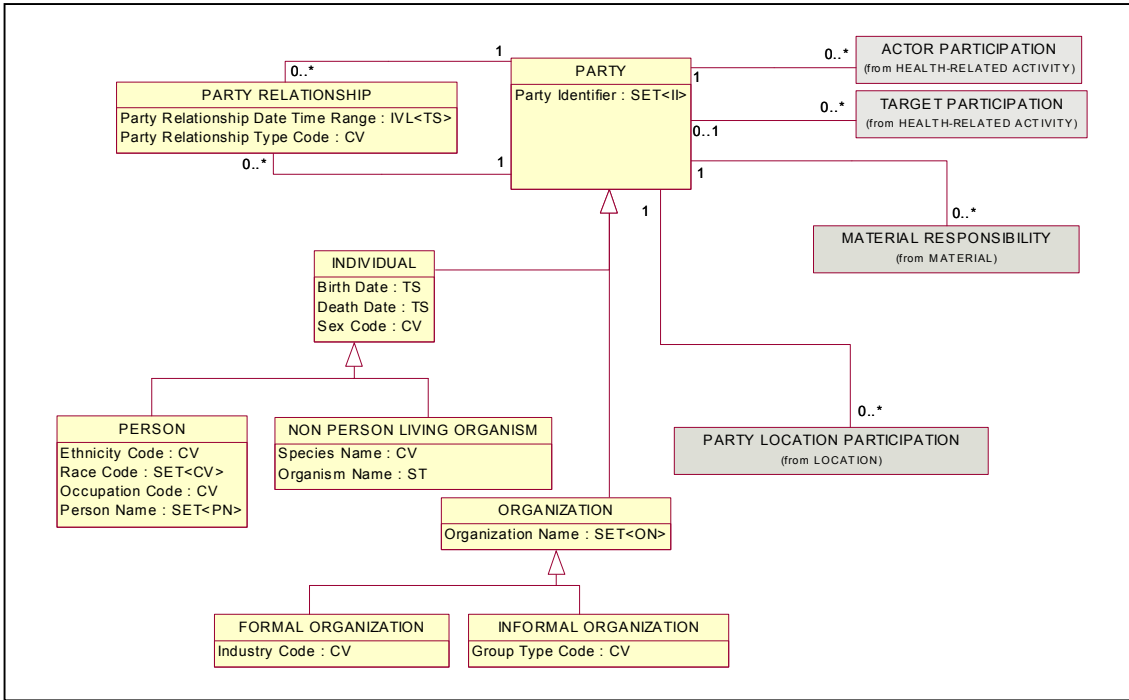 1
0..*
PARTY RELATIONSHIP
Party Relationship Date Time Range : IVL<TS>
Party Relationship Type Code : CV
0..*
1
PARTY
Party Identifier : SET<II>
0..*
1
ACTOR PARTICIPATION
(from HEALTH-RELATED ACTIVITY)
0..*
0..1
TARGET PARTICIPATION
(from HEALTH-RELATED ACTIVITY)
1
0..*
MATERIAL RESPONSIBILITY
(from MATERIAL)
1
0..*
PARTY LOCATION PARTICIPATION
(from LOCATION)
INDIVIDUAL
Birth Date : TS
Death Date : TS
Sex Code : CV
PERSON
Ethnicity Code : CV
Race Code : SET<CV>
Occupation Code : CV
Person Name : SET<PN>
NON PERSON LIVING ORGANISM
Species Name : CV
Organism Name : ST
ORGANIZATION
Organization Name : SET<ON>
FORMAL ORGANIZATION
Industry Code : CV
INFORMAL ORGANIZATION
Group Type Code : CV